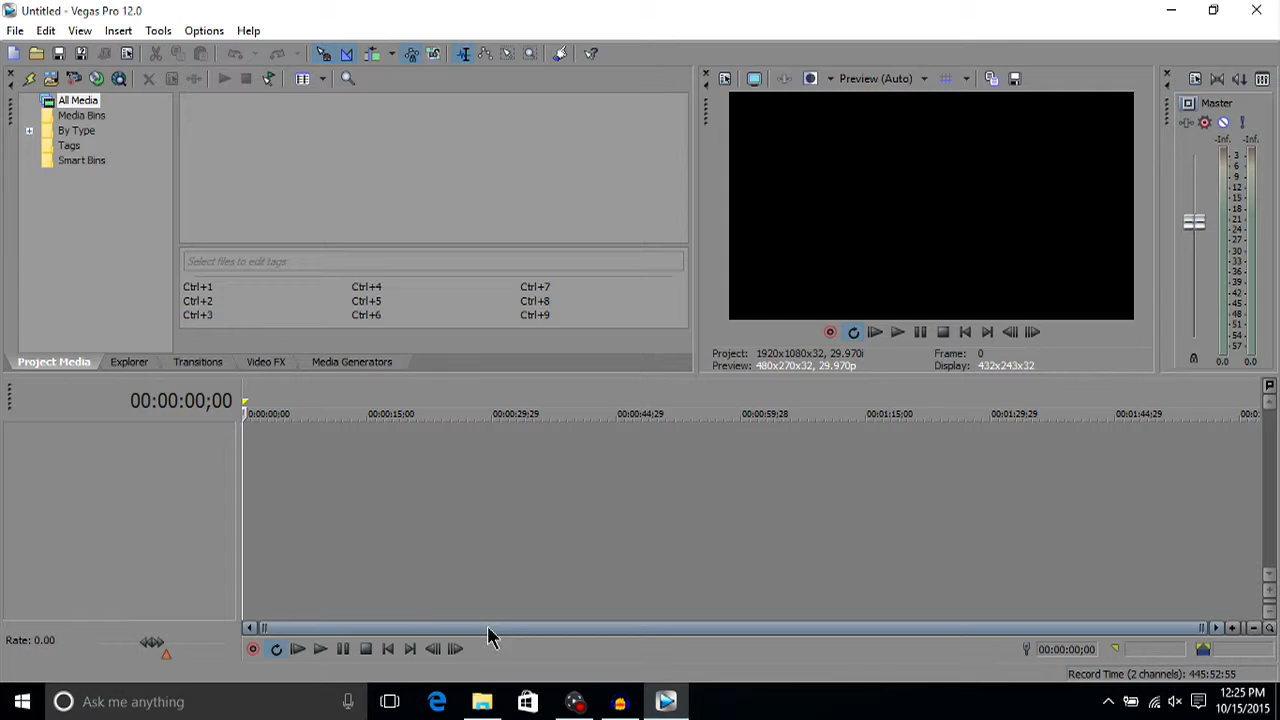 Untitled - Vegas Pro 12.0
File Edit View Insert Tools Options Help
Preview (Auto)
All Media
Media Bins
By Type
Tags
Smart Bins
Select files to edit tags
Ctrl+1 Ctrl+4 Ctrl+7
Ctrl+2 Ctrl+5 Ctrl+8
Ctrl+3 Ctrl+6 Ctrl+9
Project Media Explorer Transitions Video FX Media Generators
Project: 1920x1080x32, 29.970i Frame: 0
Preview: 480x270x32, 29.970p Display: 432x243x32
Master
-Inf. -Inf.
3
6
9
12
15
18
21
24
27
30
33
36
39
42
45
48
51
54
57
0.0 0.0
00:00:00;00
0:00:00;00 00:00:15;00 00:00:29;29 00:00:44;29 00:00:59;28 00:01:15;00 00:01:29;29 00:01:44;29 00:0
Rate: 0.00
00:00:00;00
Record Time (2 channels): 445:52:55
Ask me anything
12:25 PM
10/15/2015